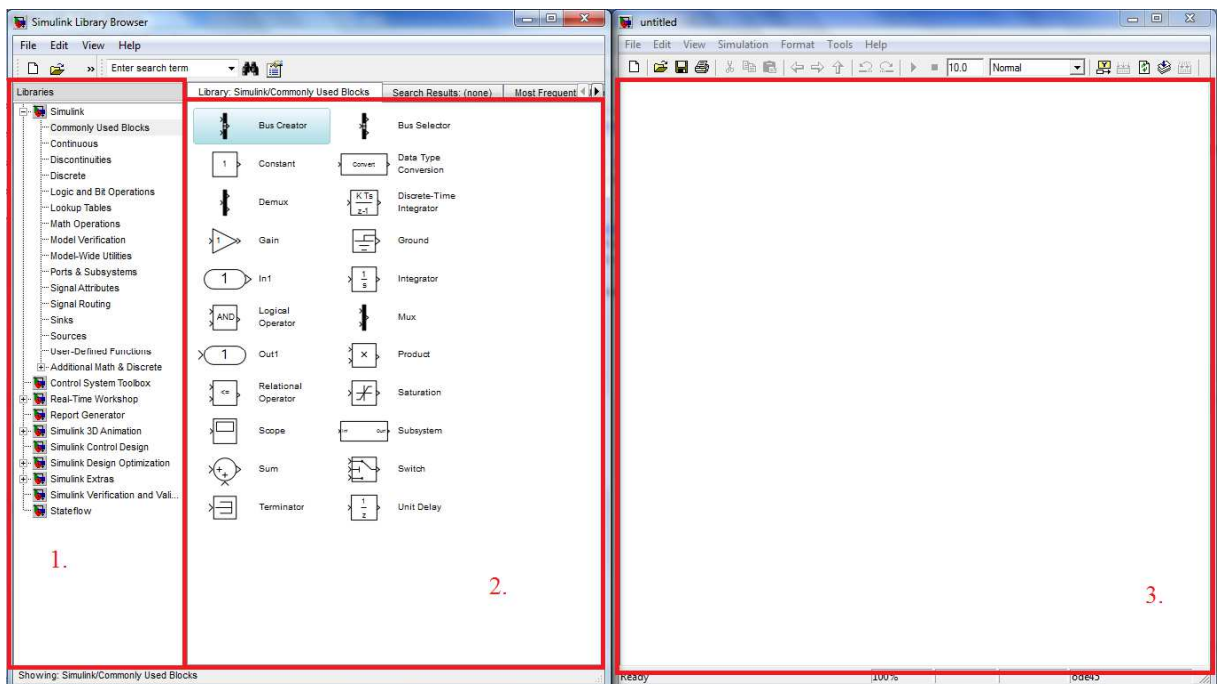 Simulink Library Browser
File Edit View Help
» Enter search term
Libraries
Simulink
Commonly Used Blocks
Continuous
Discontinuities
Discrete
Logic and Bit Operations
Lookup Tables
Math Operations
Model Verification
Model-Wide Utilities
Ports & Subsystems
Signal Attributes
Signal Routing
Sinks
Sources
User-Defined Functions
Additional Math & Discrete
Control System Toolbox
Real-Time Workshop
Report Generator
Simulink 3D Animation
Simulink Control Design
Simulink Design Optimization
Simulink Extras
Simulink Verification and Vali...
Stateflow
1.
Library: Simulink/Commonly Used Blocks Search Results: (none) Most Frequent
Bus Creator Bus Selector
1 Constant Convert Data Type
Conversion
Demux K Ts
z-1 Discrete-Time
Integrator
1 Gain Ground
1 In1 1
s Integrator
AND Logical
Operator Mux
1 Out1 × Product
<= Relational
Operator Saturation
Scope Subsystem
+
+ Sum Switch
Terminator 1
z Unit Delay
2.
Showing: Simulink/Commonly Used Blocks
untitled
File Edit View Simulation Format Tools Help
10.0 Normal
3.
Ready 100% ode45